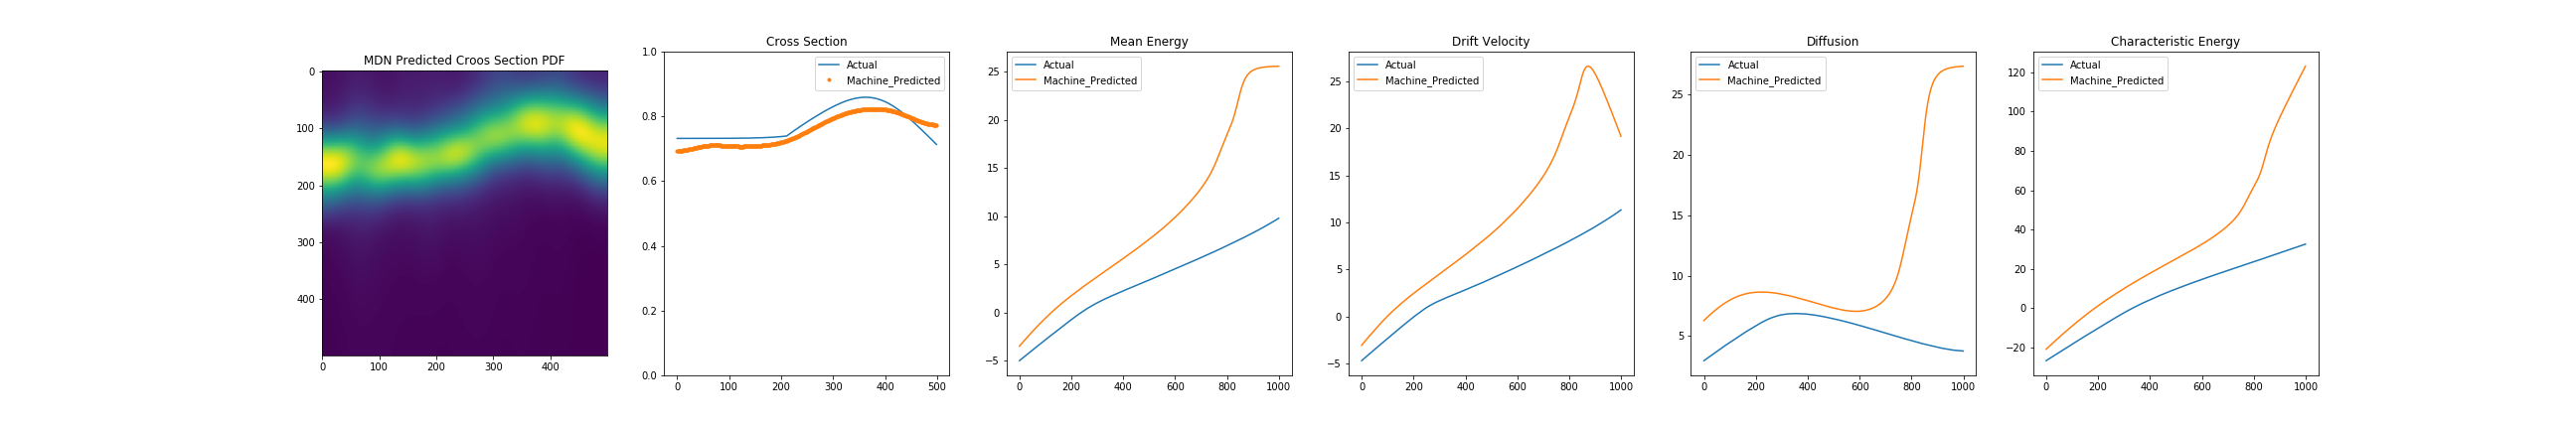 MDN Predicted Croos Section PDF
0
100
200
300
400
0 100 200 300 400
Cross Section
Actual
Machine_Predicted
1.0
0.8
0.6
0.4
0.2
0.0
0 100 200 300 400 500
Mean Energy
Actual
Machine_Predicted
25
20
15
10
5
0
−5
0 200 400 600 800 1000
Drift Velocity
Actual
Machine_Predicted
25
20
15
10
5
0
−5
0 200 400 600 800 1000
Diffusion
Actual
Machine_Predicted
25
20
15
10
5
0 200 400 600 800 1000
Characteristic Energy
Actual
Machine_Predicted
120
100
80
60
40
20
0
−20
0 200 400 600 800 1000